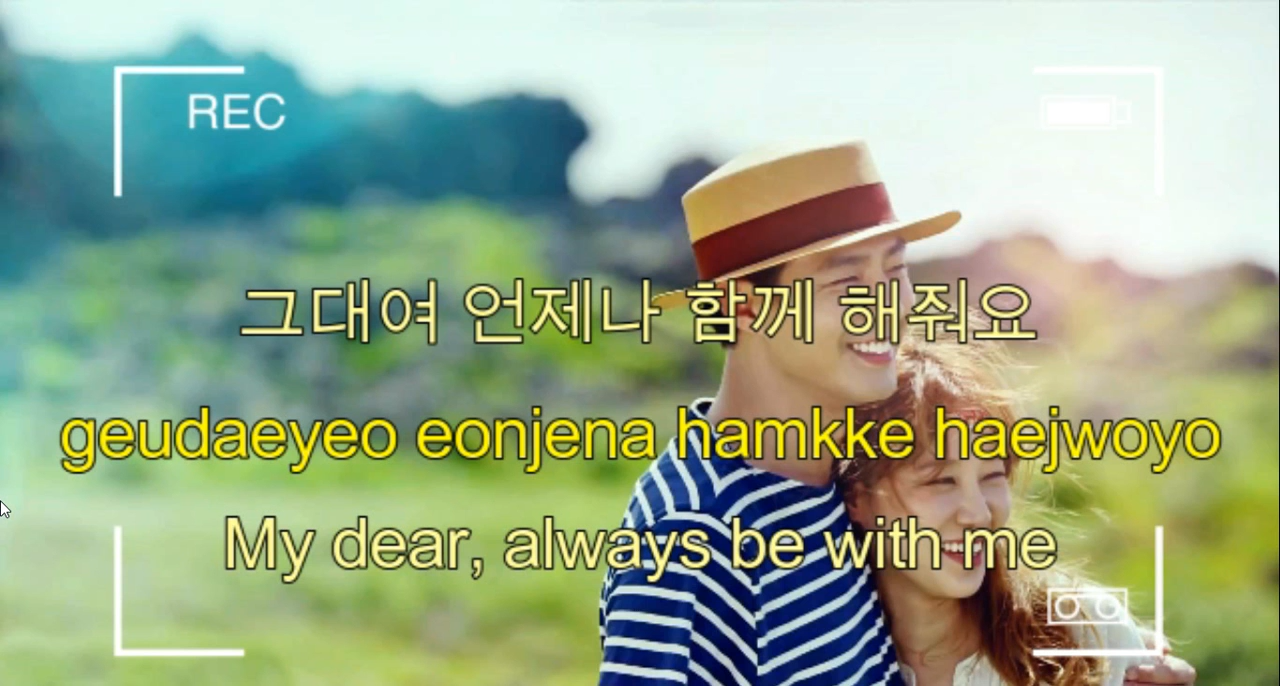 REC
그대여 언제나 함께 해줘요
geudaeyeo eonjena hamkke haejwoyo
My dear, always be with me